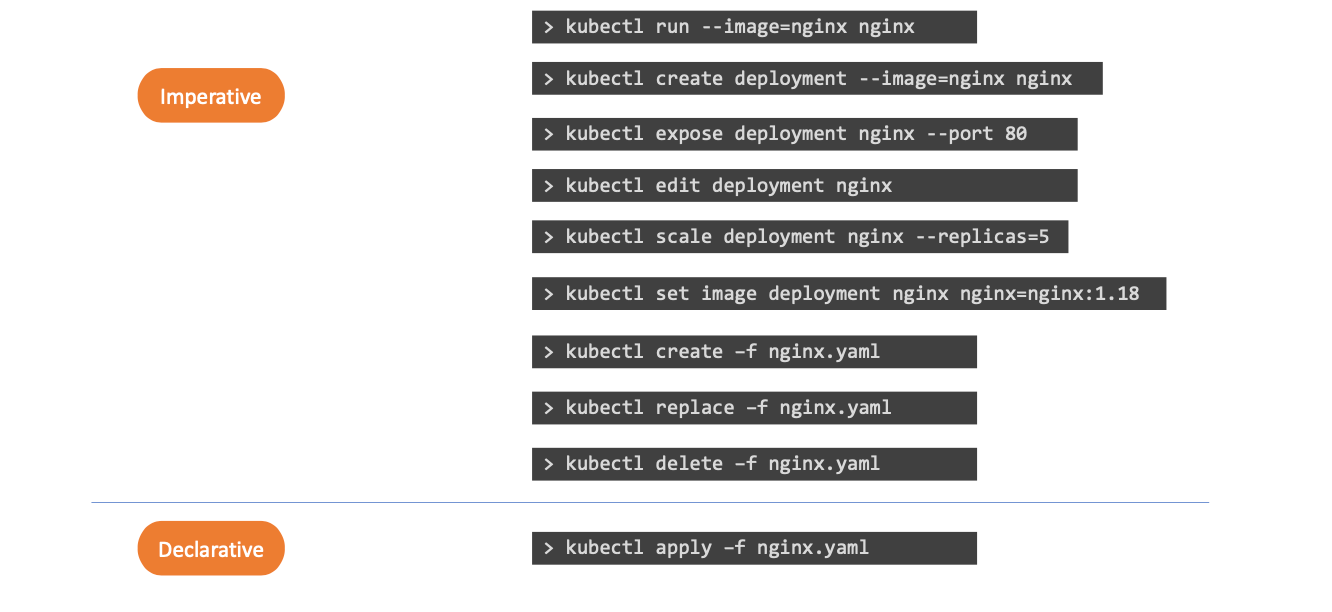 > kubectl run --image=nginx nginx
Imperative
> kubectl create deployment --image=nginx nginx
> kubectl expose deployment nginx --port 80
> kubectl edit deployment nginx
> kubectl scale deployment nginx --replicas=5
> kubectl set image deployment nginx nginx=nginx:1.18
> kubectl create –f nginx.yaml
> kubectl replace –f nginx.yaml
> kubectl delete –f nginx.yaml
Declarative
> kubectl apply –f nginx.yaml